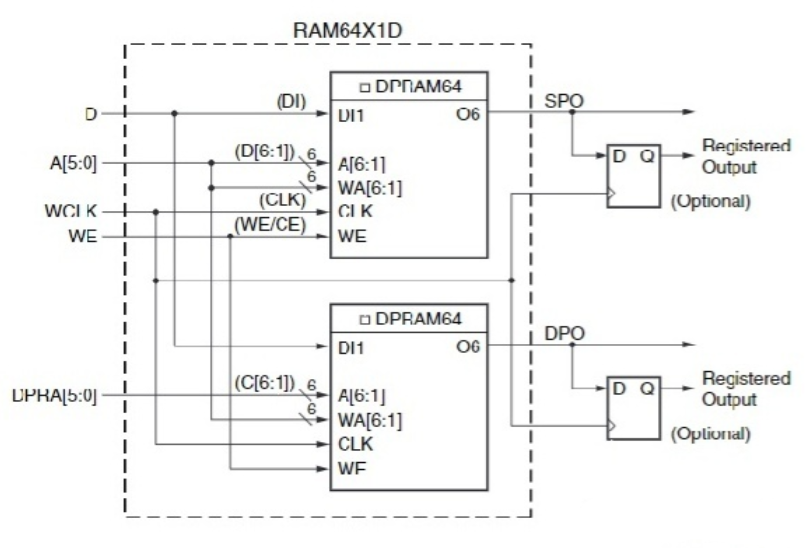 RAM64X1D
DPRAM64
D
(DI)
DI1
O6
SPO
A[5:0]
(D[6:1])
6
A[6:1]
6
WA[6:1]
WCLK
(CLK)
CLK
WE
(WE/CE)
WE
D Q
Registered
Output
(Optional)
DPRAM64
DI1
O6
DPO
DPRA[5:0]
(C[6:1])
6
A[6:1]
6
WA[6:1]
CLK
WE
D Q
Registered
Output
(Optional)